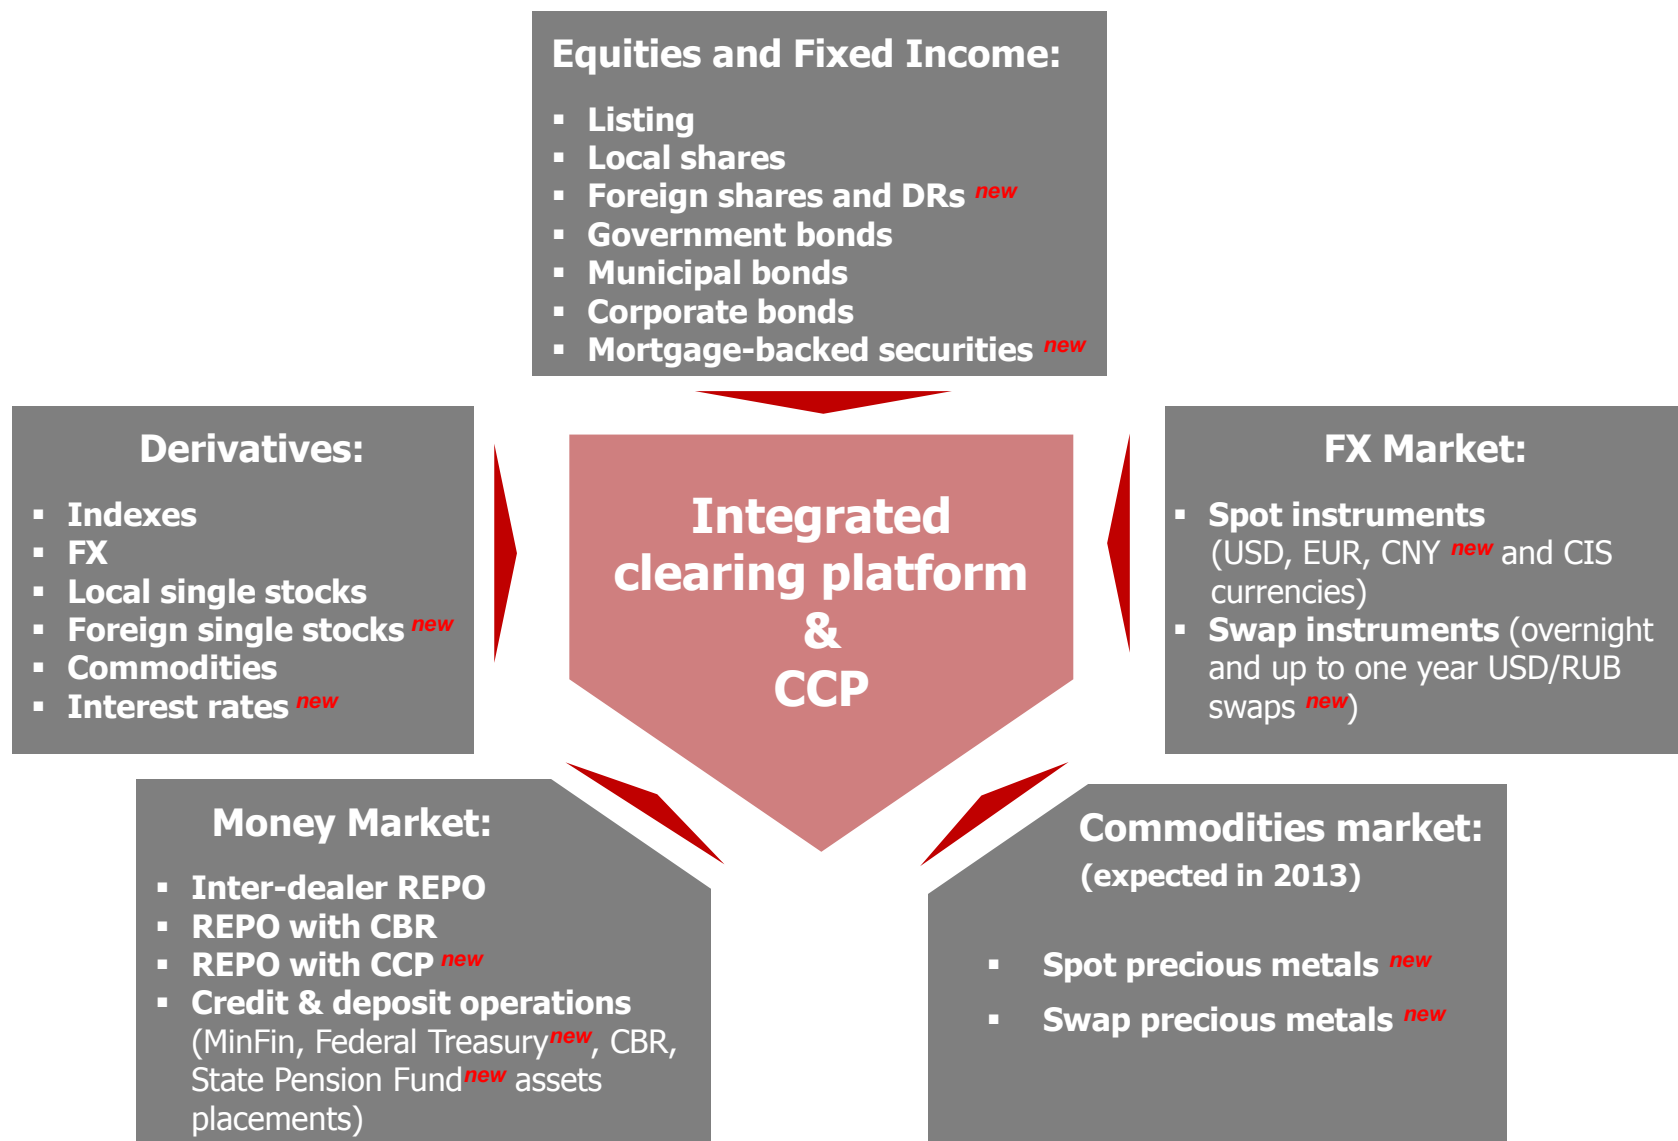 Equities and Fixed Income:
▪ Listing
▪ Local shares
▪ Foreign shares and DRs new
▪ Government bonds
▪ Municipal bonds
▪ Corporate bonds
▪ Mortgage-backed securities new
Derivatives:
▪ Indexes
▪ FX
▪ Local single stocks
▪ Foreign single stocks new
▪ Commodities
▪ Interest rates new
Integrated
clearing platform
&
CCP
FX Market:
▪ Spot instruments
(USD, EUR, CNY new and CIS
currencies)
▪ Swap instruments (overnight
and up to one year USD/RUB
swaps new)
Money Market:
▪ Inter-dealer REPO
▪ REPO with CBR
▪ REPO with CCP new
▪ Credit & deposit operations
(MinFin, Federal Treasury new, CBR,
State Pension Fund new assets
placements)
Commodities market:
(expected in 2013)
▪ Spot precious metals new
▪ Swap precious metals new